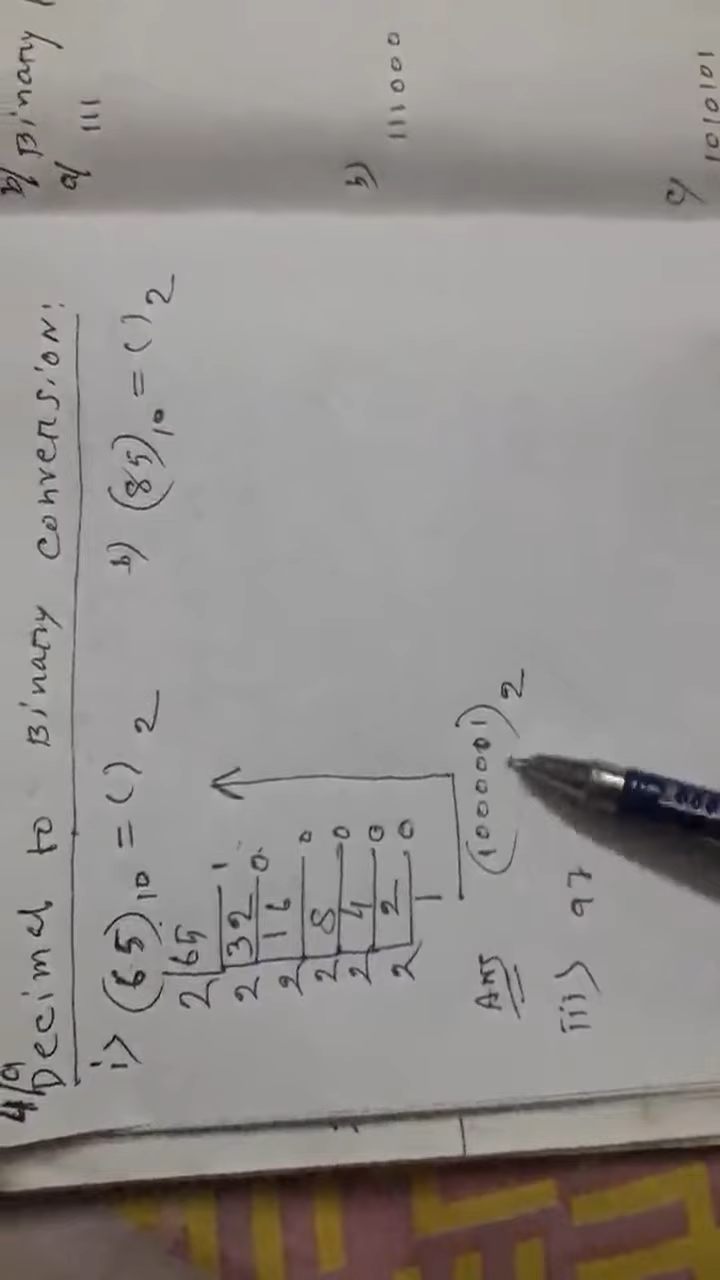 4/a
Decimal to Binary conversion:
i> (65)10 = ( )2
2 65
2 32 1
2 16 0
2 8 0
2 4 0
2 2 0
1 0
Ans (1000001)2
iii> 97
b) (85)10 = ( )2
b/ Binary
a/ 111
b) 111000
c) 1010101